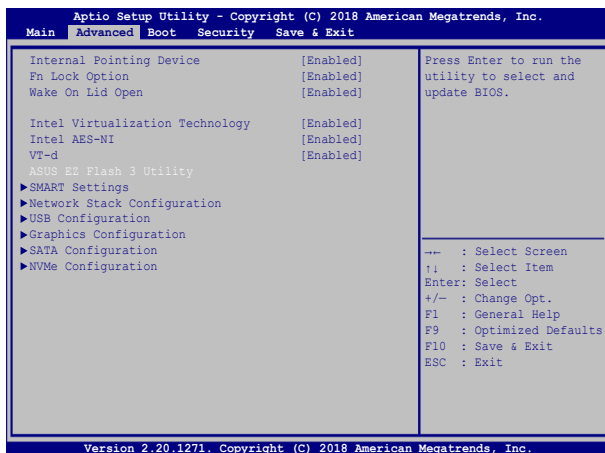 Aptio Setup Utility - Copyright (C) 2018 American Megatrends, Inc.
Main Advanced Boot Security Save & Exit
Internal Pointing Device [Enabled]
Fn Lock Option [Enabled]
Wake On Lid Open [Enabled]
Intel Virtualization Technology [Enabled]
Intel AES-NI [Enabled]
VT-d [Enabled]
ASUS EZ Flash 3 Utility
▶SMART Settings
▶Network Stack Configuration
▶USB Configuration
▶Graphics Configuration
▶SATA Configuration
▶NVMe Configuration
Press Enter to run the
utility to select and
update BIOS.
→← : Select Screen
↑↓ : Select Item
Enter: Select
+/— : Change Opt.
F1 : General Help
F9 : Optimized Defaults
F10 : Save & Exit
ESC : Exit
Version 2.20.1271. Copyright (C) 2018 American Megatrends, Inc.